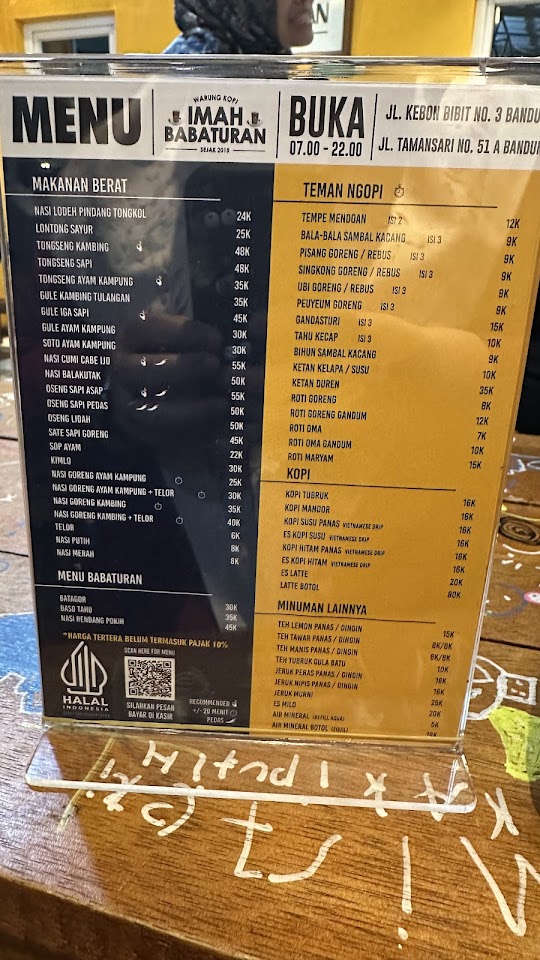 MENU
WARUNG KOPI
IMAH
BABATURAN
SEJAK 2015
BUKA
07.00 - 22.00
JL. KEBON BIBIT NO. 3 BANDU
JL. TAMANSARI NO. 51 A BANDU
MAKANAN BERAT
NASI LODEH PINDANG TONGKOL 24K
LONTONG SAYUR 25K
TONGSENG KAMBING 48K
TONGSENG SAPI 48K
TONGSENG AYAM KAMPUNG 35K
GULE KAMBING TULANGAN 35K
GULE IGA SAPI 45K
GULE AYAM KAMPUNG 30K
SOTO AYAM KAMPUNG 30K
NASI CUMI CABE IJO 55K
NASI BALAKUTAK 50K
OSENG SAPI ASAP 55K
OSENG SAPI PEDAS 50K
OSENG LIDAH 50K
SATE SAPI GORENG 45K
SOP AYAM 22K
KIMLO 30K
NASI GORENG AYAM KAMPUNG 25K
NASI GORENG AYAM KAMPUNG + TELOR 30K
NASI GORENG KAMBING 35K
NASI GORENG KAMBING + TELOR 40K
TELOR 6K
NASI PUTIH 8K
NASI MERAH 8K
MENU BABATURAN
BATAGOR 30K
BASO TAHU 35K
NASI RENDANG POKIN 45K
*HARGA TERTERA BELUM TERMASUK PAJAK 10%
HALAL
INDONESIA
SCAN HERE FOR MENU
SILAHKAN PESAN
BAYAR DI KASIR
RECOMMENDED
+/-20 MENIT
PEDAS
TEMAN NGOPI
TEMPE MENDOAN ISI 2 12K
BALA-BALA SAMBAL KACANG ISI 3 9K
PISANG GORENG / REBUS ISI 3 9K
SINGKONG GORENG / REBUS ISI 3 9K
UBI GORENG / REBUS ISI 3 9K
PEUYEUM GORENG ISI 3 9K
GANDASTURI ISI 3 15K
TAHU KECAP ISI 3 10K
BIHUN SAMBAL KACANG 9K
KETAN KELAPA / SUSU 10K
KETAN DUREN 35K
ROTI GORENG 8K
ROTI GORENG GANDUM 12K
ROTI OMA 7K
ROTI OMA GANDUM 10K
ROTI MARYAM 15K
KOPI
KOPI TUBRUK 16K
KOPI MANDOR 16K
KOPI SUSU PANAS VIETNAMESE DRIP 16K
ES KOPI SUSU VIETNAMESE DRIP
KOPI HITAM PANAS VIETNAMESE DRIP
ES KOPI HITAM VIETNAMESE DRIP 16K
ES LATTE 20K
LATTE BOTOL 80K
MINUMAN LAINNYA
TEH LEMON PANAS / DINGIN 15K
TEH TAWAR PANAS / DINGIN 8K/8K
TEH MANIS PANAS / DINGIN 8K/8K
TEH TUBRUK GULA BATU 10K
JERUK PERAS PANAS / DINGIN 16K
JERUK NIPIS PANAS / DINGIN 16K
JERUK MURNI 25K
ES MILO 20K
AIR MINERAL (REFILL AQUA) 5K
AIR MINERAL BOTOL (EQUIL)